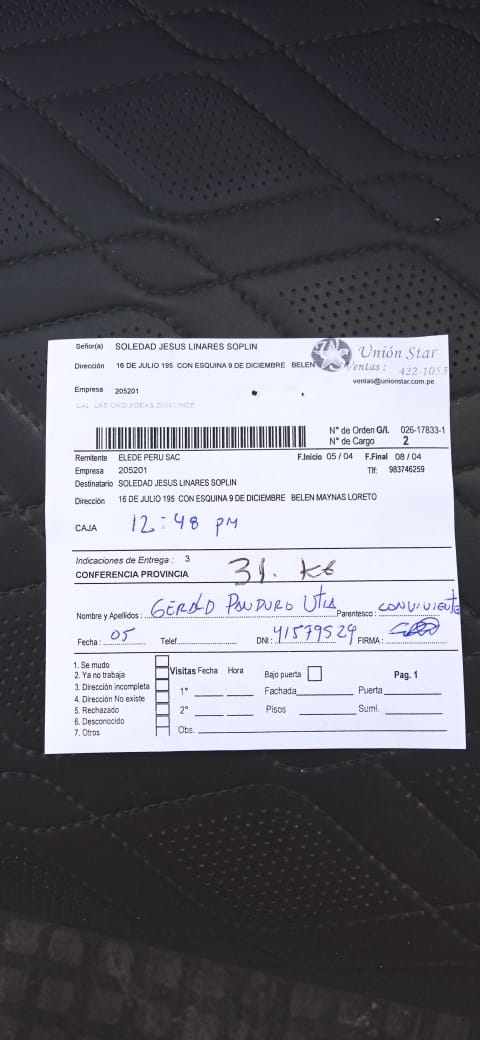 Señor(a) SOLEDAD JESUS LINARES SOPLIN
Unión Star
Dirección 16 DE JULIO 195 CON ESQUINA 9 DE DICIEMBRE BELEN
Ventas: 422-1053
ventas@unionstar.com.pe
Empresa 205201
N° de Orden G/I. 026-17833-1
N° de Cargo 2
Remitente ELEDE PERU SAC F.Inicio 05 / 04 F.Final 08 / 04
Empresa 205201 Tlf: 983746259
Destinatario SOLEDAD JESUS LINARES SOPLIN
Dirección 16 DE JULIO 195 CON ESQUINA 9 DE DICIEMBRE BELEN MAYNAS LORETO
CAJA 12:48 PM
Indicaciones de Entrega : 3
CONFERENCIA PROVINCIA 31. KG
Nombre y Apellidos : GERALD PANDURO Parentesco: CONVIVIENTE
Fecha : 05 Telef. DNI : 41579529 FIRMA :
1. Se mudo
2. Ya no trabaja
3. Dirección incompleta
4. Dirección No existe
5. Rechazado
6. Desconocido
7. Otros
Visitas Fecha Hora Bajo puerta Pag. 1
1° Fachada Puerta
2° Pisos Sumi.
Obs.